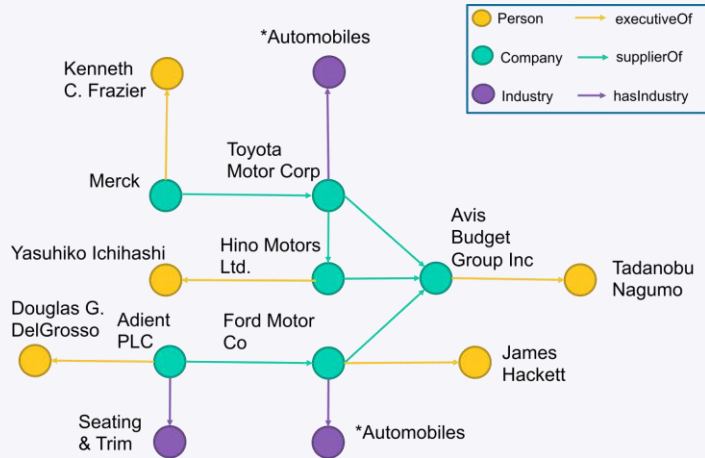 *Automobiles
Person
executiveOf
Company
supplierOf
Industry
hasIndustry
Kenneth
C. Frazier
Merck
Toyota
Motor Corp
Avis
Budget
Group Inc
Yasuhiko Ichihashi
Hino Motors
Ltd.
Tadanobu
Nagumo
Douglas G.
DelGrosso
Adient
PLC
Ford Motor
Co
James
Hackett
Seating
& Trim
*Automobiles